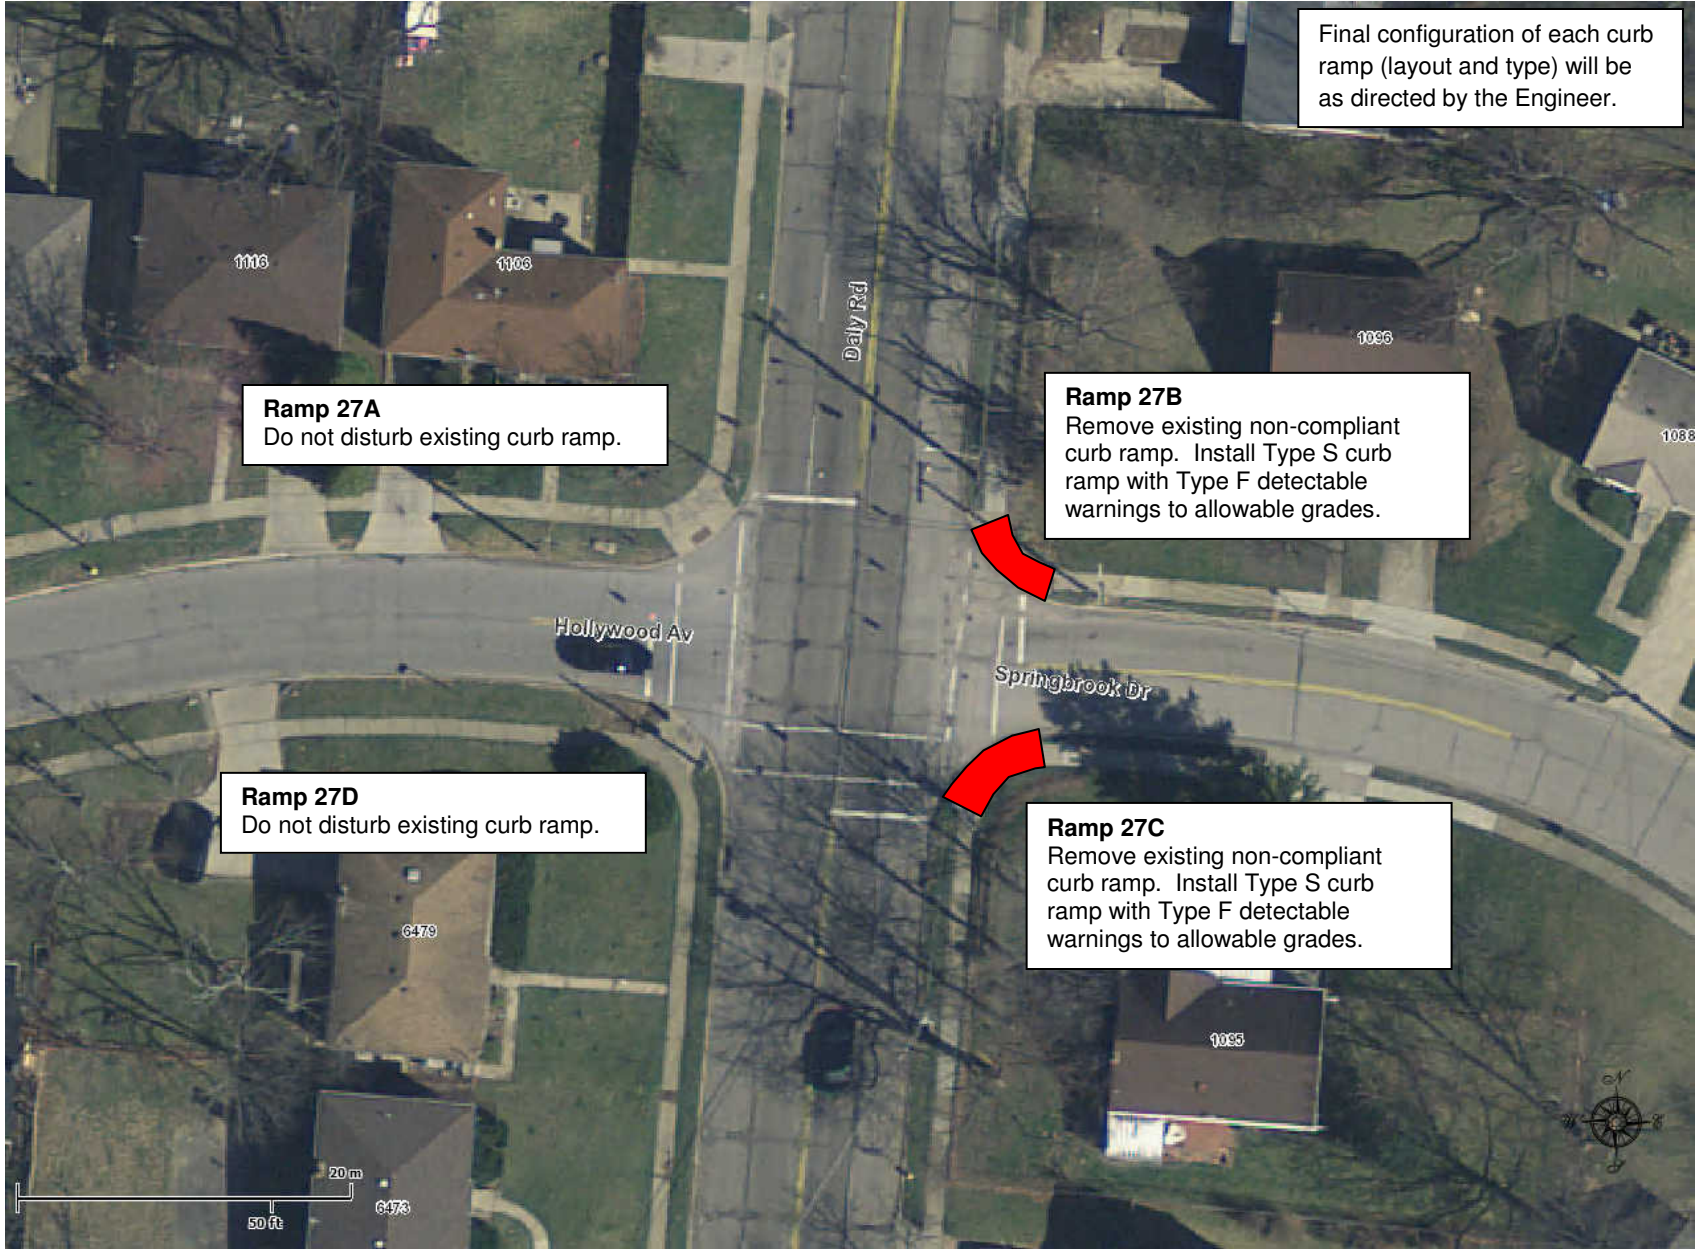 Final configuration of each curb
ramp (layout and type) will be
as directed by the Engineer.
1116
1106
Daly Rd
1096
1088
Ramp 27A
Do not disturb existing curb ramp.
Ramp 27B
Remove existing non-compliant
curb ramp. Install Type S curb
ramp with Type F detectable
warnings to allowable grades.
Hollywood Av
Springbrook Dr
Ramp 27D
Do not disturb existing curb ramp.
Ramp 27C
Remove existing non-compliant
curb ramp. Install Type S curb
ramp with Type F detectable
warnings to allowable grades.
6479
1095
N
W E
20 m
50 ft
6473